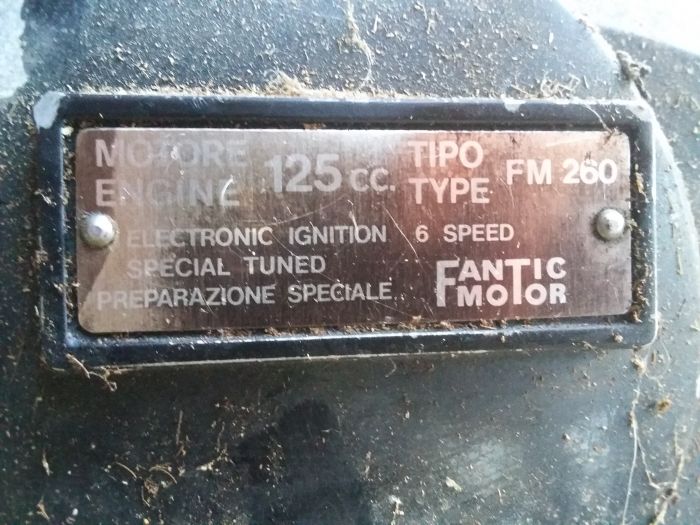 MOTORE 125 CC. TIPO FM 260
ENGINE TYPE
ELECTRONIC IGNITION 6 SPEED
SPECIAL TUNED
PREPARAZIONE SPECIALE
FANTIC
MOTOR